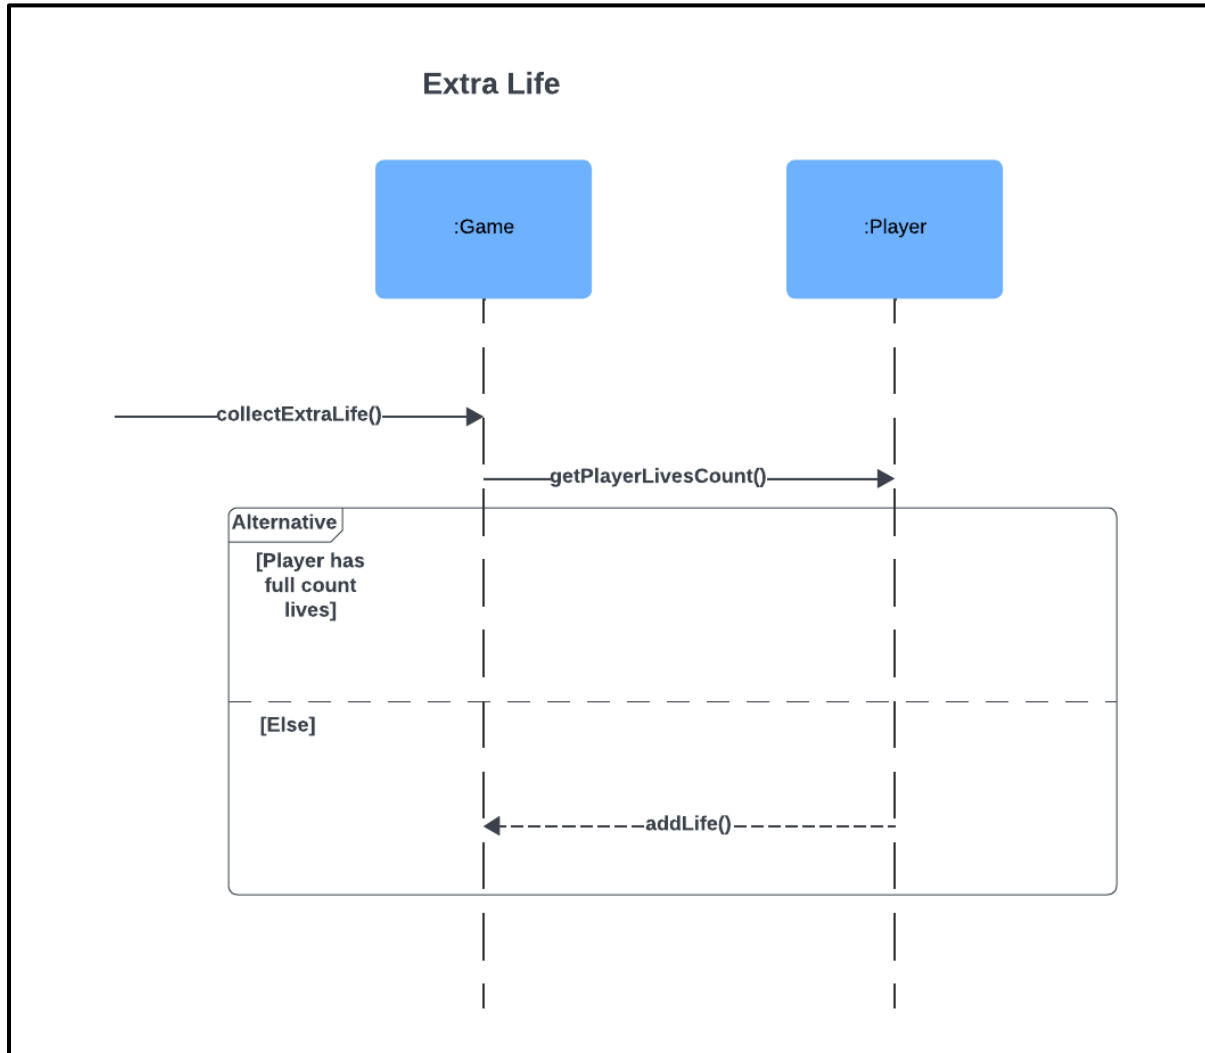 Extra Life
:Game
:Player
collectExtraLife()
getPlayerLivesCount()
Alternative
[Player has
full count
lives]
[Else]
addLife()